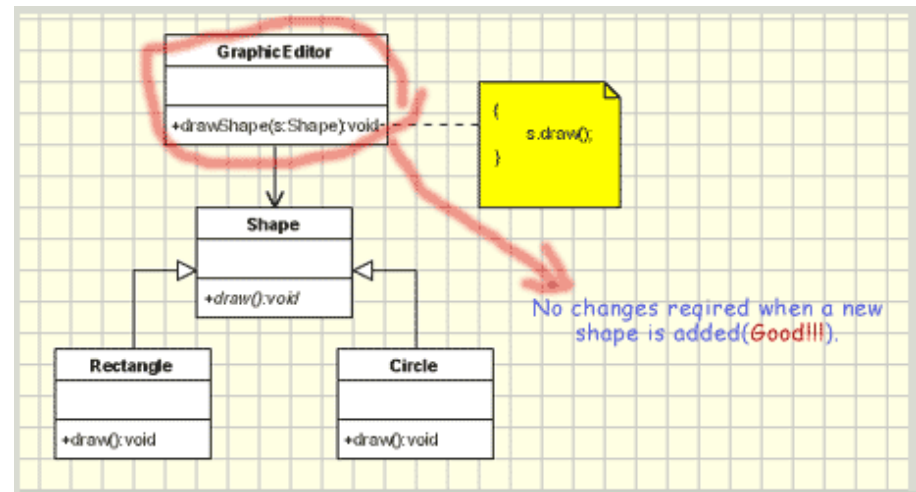 GraphicEditor
+drawShape(s:Shape):void
{
s.draw();
}
Shape
+draw():void
No changes reqired when a new
shape is added(Good!!!).
Rectangle
+draw():void
Circle
+draw():void